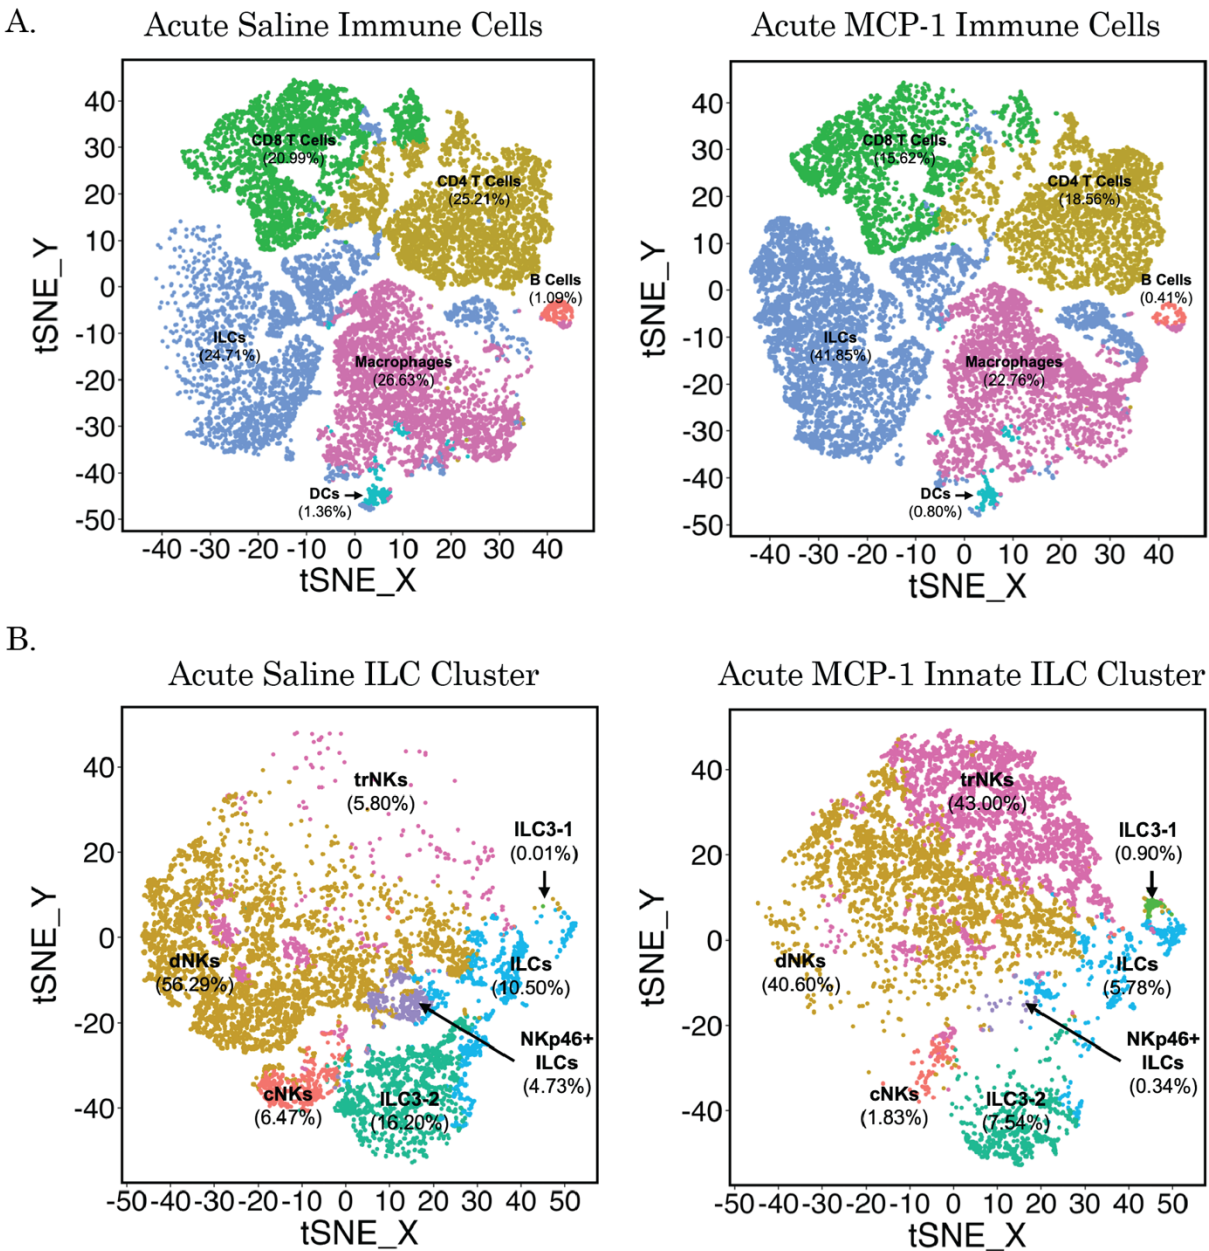 A.
Acute Saline Immune Cells
Acute MCP-1 Immune Cells
40
30
20
10
0
-10
-20
-30
-40
-50
tSNE_Y
CD8 T Cells
(20.99%)
CD4 T Cells
(25.21%)
B Cells
(1.09%)
ILCs
(24.71%)
Macrophages
(26.63%)
DCs
(1.36%)
-40 -30 -20 -10 0 10 20 30 40
tSNE_X
40
30
20
10
0
-10
-20
-30
-40
-50
tSNE_Y
CD8 T Cells
(15.62%)
CD4 T Cells
(18.56%)
B Cells
(0.41%)
ILCs
(41.85%)
Macrophages
(22.76%)
DCs
(0.80%)
-40 -30 -20 -10 0 10 20 30 40
tSNE_X
B.
Acute Saline ILC Cluster
Acute MCP-1 Innate ILC Cluster
40
20
0
-20
-40
tSNE_Y
trNKs
(5.80%)
ILC3-1
(0.01%)
dNKs
(56.29%)
ILCs
(10.50%)
NKp46+
ILCs
(4.73%)
cNKs
(6.47%)
ILC3-2
(16.20%)
-50 -40 -30 -20 -10 0 10 20 30 40 50
tSNE_X
40
20
0
-20
-40
tSNE_Y
trNKs
(43.00%)
ILC3-1
(0.90%)
dNKs
(40.60%)
ILCs
(5.78%)
NKp46+
ILCs
(0.34%)
cNKs
(1.83%)
ILC3-2
(7.54%)
-50 -40 -30 -20 -10 0 10 20 30 40 50
tSNE_X